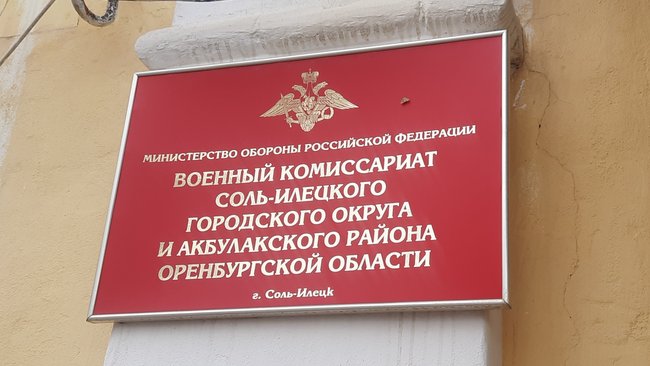 МИНИСТЕРСТВО ОБОРОНЫ РОССИЙСКОЙ ФЕДЕРАЦИИ
ВОЕННЫЙ КОМИССАРИАТ
СОЛЬ-ИЛЕЦКОГО
ГОРОДСКОГО ОКРУГА
И АКБУЛАКСКОГО РАЙОНА
ОРЕНБУРГСКОЙ ОБЛАСТИ
г. Соль-Илецк